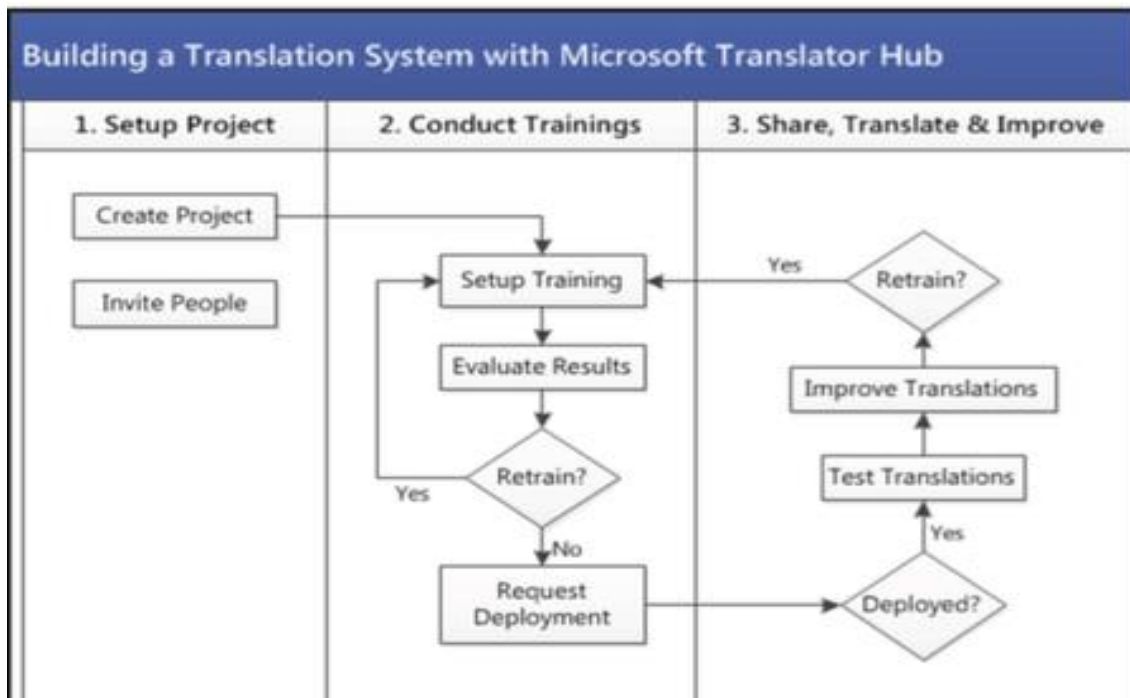 Building a Translation System with Microsoft Translator Hub
1. Setup Project
2. Conduct Trainings
3. Share, Translate & Improve
Create Project
Invite People
Setup Training
Evaluate Results
Retrain?
Yes
No
Request
Deployment
Yes
Retrain?
Improve Translations
Test Translations
Yes
Deployed?